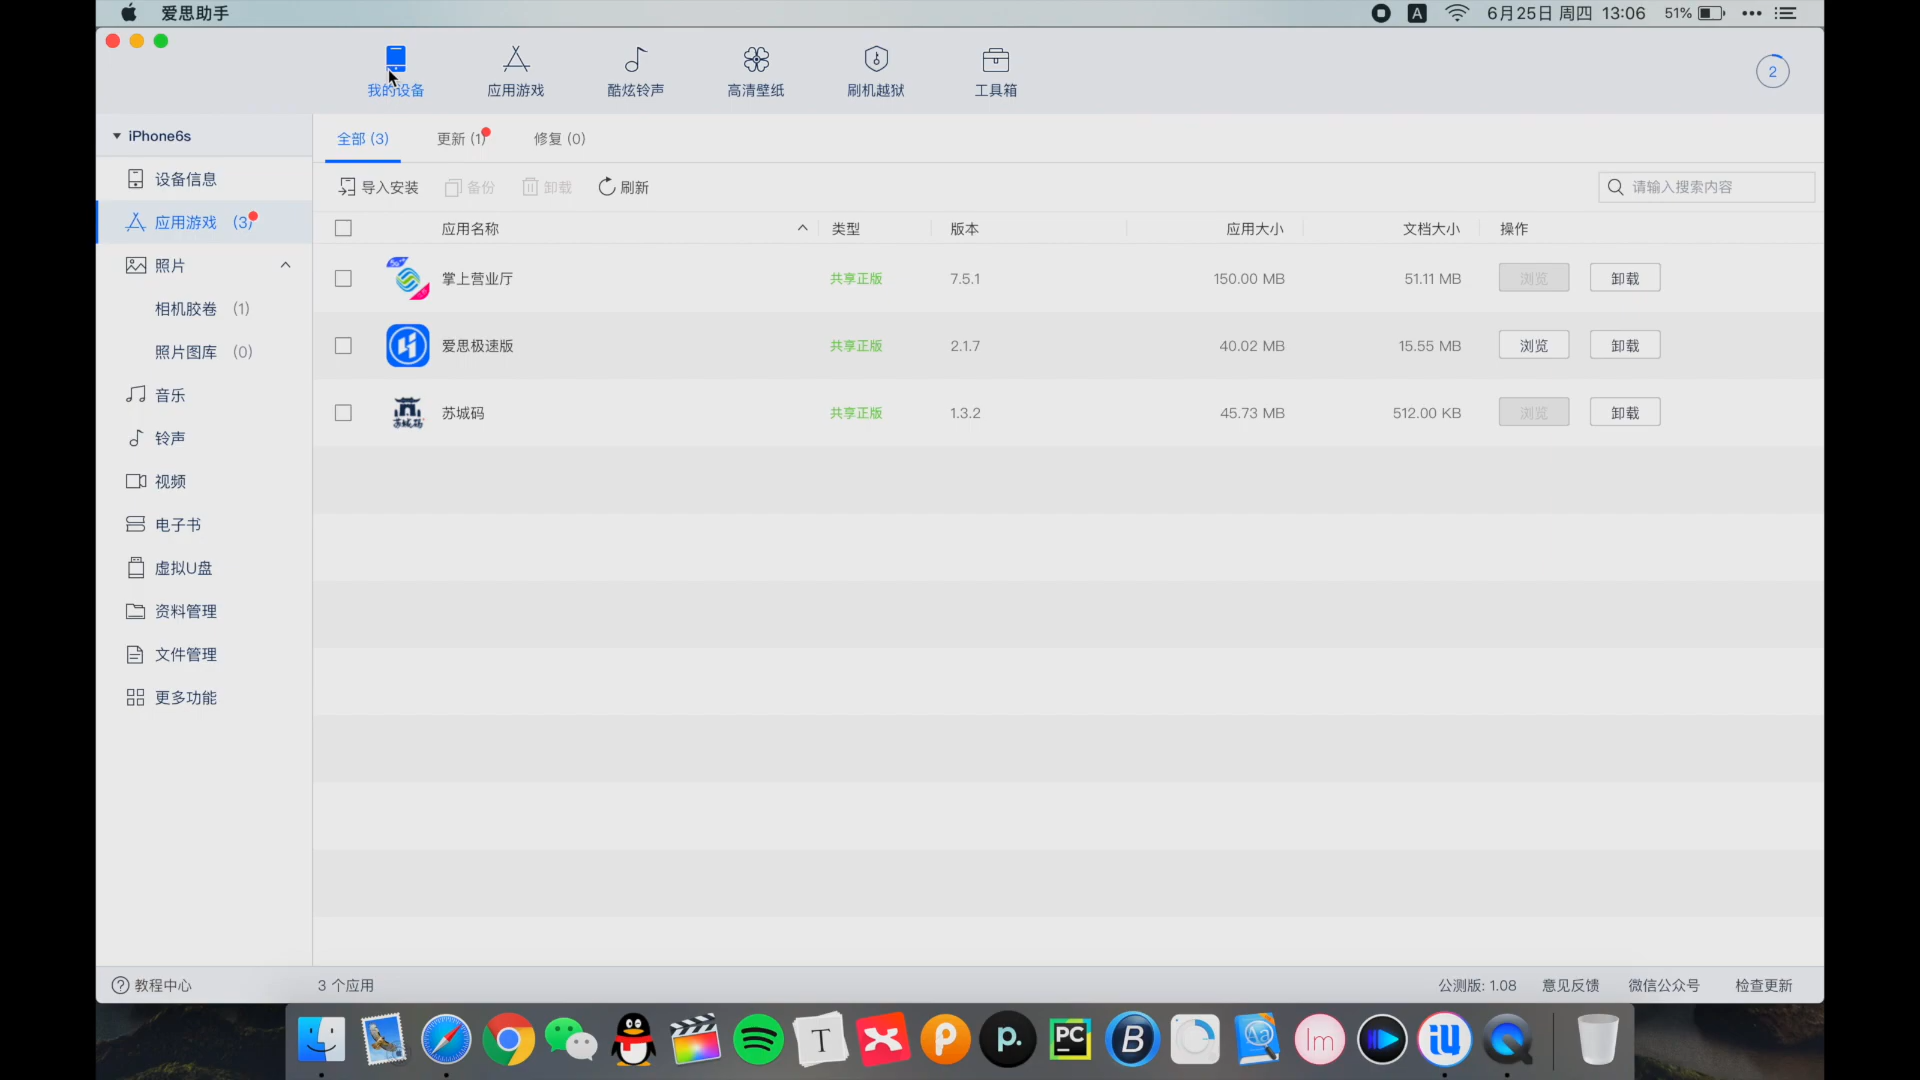 爱思助手
A
6月25日 周四 13:06
51%
我的设备
应用游戏
酷炫铃声
高清壁纸
刷机越狱
工具箱
2
iPhone6s
设备信息
应用游戏 (3)
照片
相机胶卷 (1)
照片图库 (0)
音乐
铃声
视频
电子书
虚拟U盘
资料管理
文件管理
更多功能
全部 (3)
更新 (1)
修复 (0)
导入安装
备份
卸载
刷新
请输入搜索内容
应用名称 类型 版本 应用大小 文档大小 操作
掌上营业厅 共享正版 7.5.1 150.00 MB 51.11 MB 浏览 卸载
爱思极速版 共享正版 2.1.7 40.02 MB 15.55 MB 浏览 卸载
苏城码 共享正版 1.3.2 45.73 MB 512.00 KB 浏览 卸载
苏城码
教程中心
3 个应用
公测版: 1.08
意见反馈
微信公众号
检查更新
T
P
p.
PC
B
Aa
lm
iU